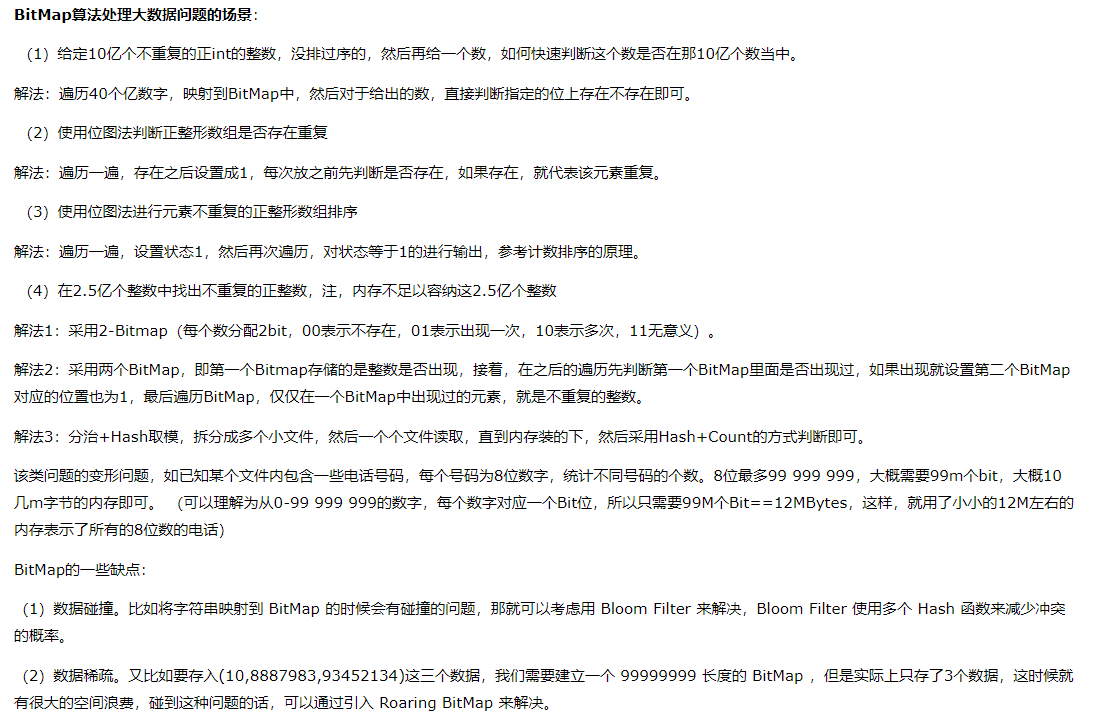 BitMap算法处理大数据问题的场景：
（1）给定10亿个不重复的正int的整数，没排过序的，然后再给一个数，如何快速判断这个数是否在那10亿个数当中。
解法：遍历40个亿数字，映射到BitMap中，然后对于给出的数，直接判断指定的位上存在不存在即可。
（2）使用位图法判断正整形数组是否存在重复
解法：遍历一遍，存在之后设置成1，每次放之前先判断是否存在，如果存在，就代表该元素重复。
（3）使用位图法进行元素不重复的正整形数组排序
解法：遍历一遍，设置状态1，然后再次遍历，对状态等于1的进行输出，参考计数排序的原理。
（4）在2.5亿个整数中找出不重复的正整数，注，内存不足以容纳这2.5亿个整数
解法1：采用2-Bitmap（每个数分配2bit，00表示不存在，01表示出现一次，10表示多次，11无意义）。
解法2：采用两个BitMap，即第一个Bitmap存储的是整数是否出现，接着，在之后的遍历先判断第一个BitMap里面是否出现过，如果出现就设置第二个BitMap
对应的位置也为1，最后遍历BitMap，仅仅在一个BitMap中出现过的元素，就是不重复的整数。
解法3：分治+Hash取模，拆分成多个小文件，然后一个个文件读取，直到内存装的下，然后采用Hash+Count的方式判断即可。
该类问题的变形问题，如已知某个文件内包含一些电话号码，每个号码为8位数字，统计不同号码的个数。8位最多99 999 999，大概需要99m个bit，大概10
几m字节的内存即可。 （可以理解为从0-99 999 999的数字，每个数字对应一个Bit位，所以只需要99M个Bit==12MBytes，这样，就用了小小的12M左右的
内存表示了所有的8位数的电话）
BitMap的一些缺点：
（1）数据碰撞。比如将字符串映射到 BitMap 的时候会有碰撞的问题，那就可以考虑用 Bloom Filter 来解决，Bloom Filter 使用多个 Hash 函数来减少冲突
的概率。
（2）数据稀疏。又比如要存入(10,8887983,93452134)这三个数据，我们需要建立一个 99999999 长度的 BitMap ，但是实际上只存了3个数据，这时候就
有很大的空间浪费，碰到这种问题的话，可以通过引入 Roaring BitMap 来解决。